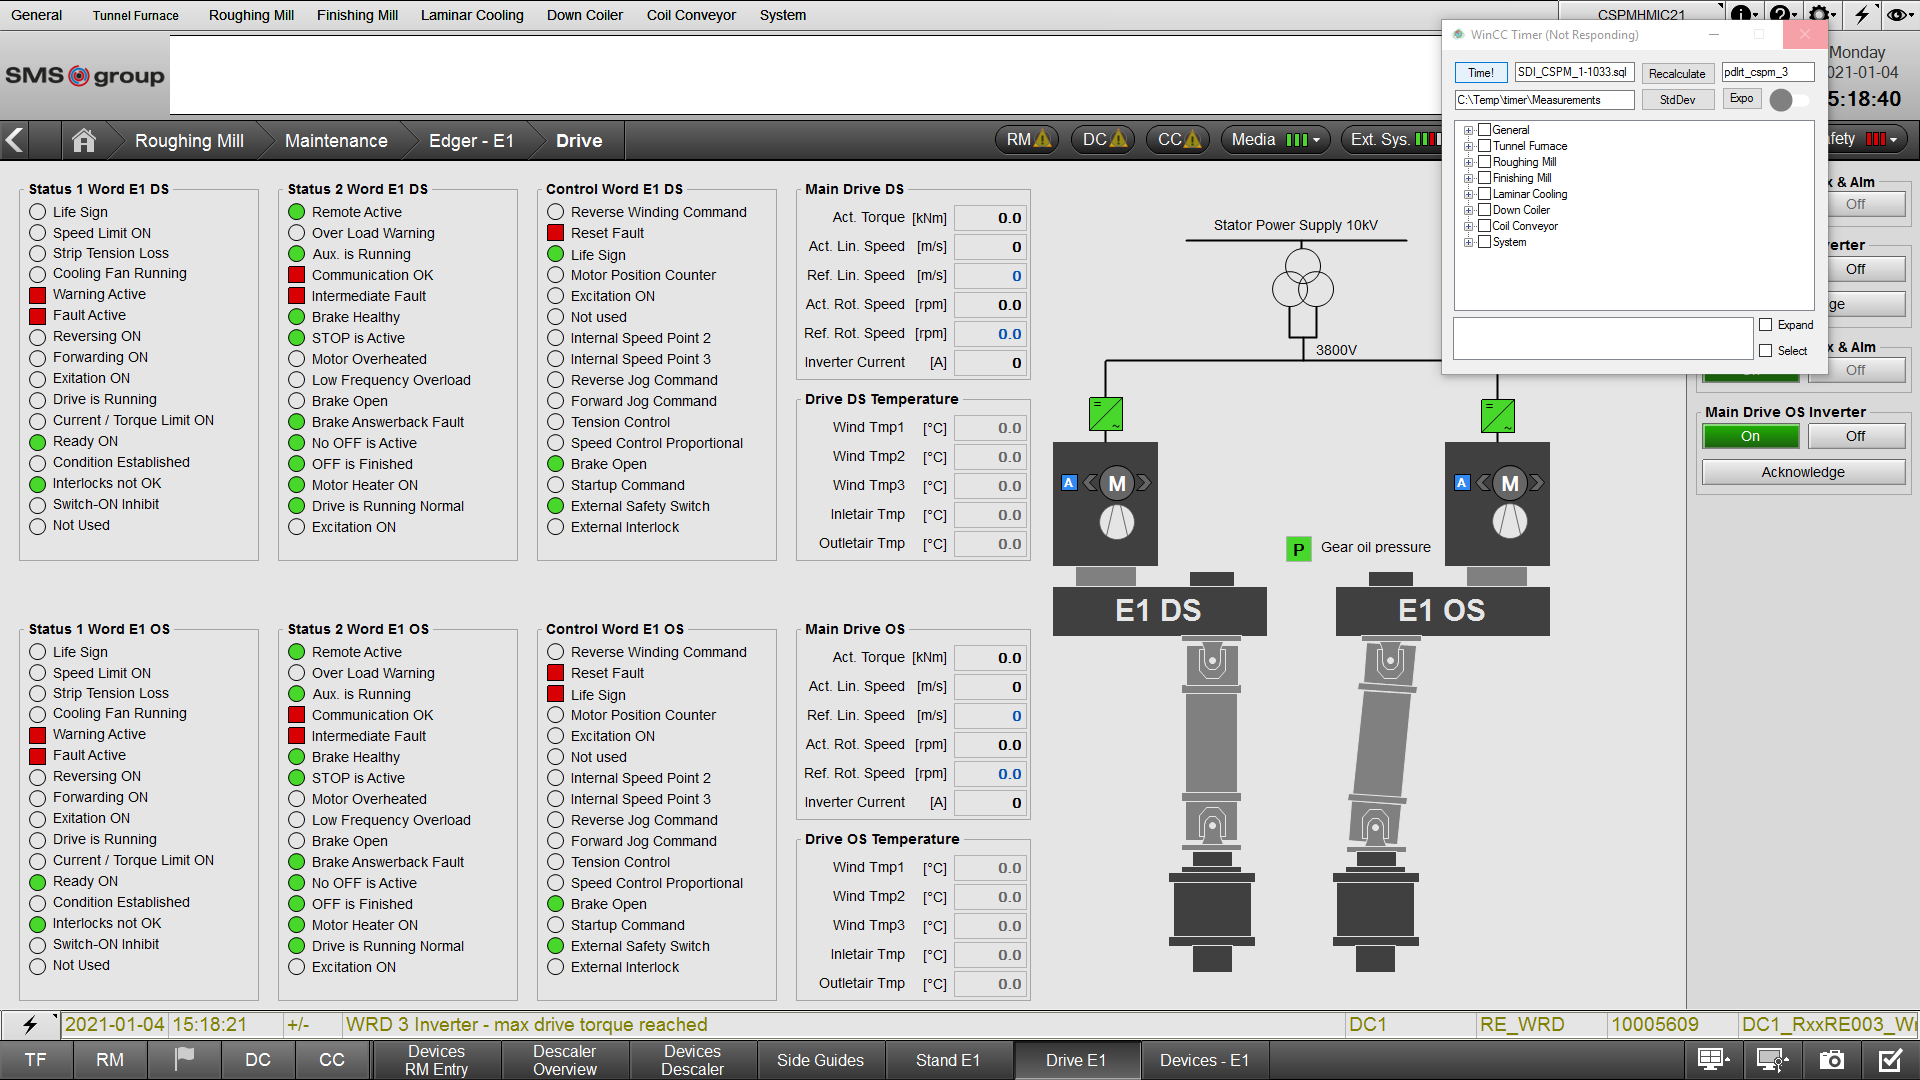 General Tunnel Furnace Roughing Mill Finishing Mill Laminar Cooling Down Coiler Coil Conveyor System CSPMHMIC21
SMS group
WinCC Timer (Not Responding)
Monday
15:18:40
Time! SDI_CSPM_1-1033.sql Recalculate pdlrt_cspm_3
C:\Temp\timer\Measurements StdDev Expo
General
Tunnel Furnace
Roughing Mill
Finishing Mill
Laminar Cooling
Down Coiler
Coil Conveyor
System
Expand
Select
Roughing Mill Maintenance Edger - E1 Drive RM DC CC Media Ext. Sys.
Status 1 Word E1 DS
Life Sign
Speed Limit ON
Strip Tension Loss
Cooling Fan Running
Warning Active
Fault Active
Reversing ON
Forwarding ON
Exitation ON
Drive is Running
Current / Torque Limit ON
Ready ON
Condition Established
Interlocks not OK
Switch-ON Inhibit
Not Used
Status 2 Word E1 DS
Remote Active
Over Load Warning
Aux. is Running
Communication OK
Intermediate Fault
Brake Healthy
STOP is Active
Motor Overheated
Low Frequency Overload
Brake Open
Brake Answerback Fault
No OFF is Active
OFF is Finished
Motor Heater ON
Drive is Running Normal
Excitation ON
Control Word E1 DS
Reverse Winding Command
Reset Fault
Life Sign
Motor Position Counter
Excitation ON
Not used
Internal Speed Point 2
Internal Speed Point 3
Reverse Jog Command
Forward Jog Command
Tension Control
Speed Control Proportional
Brake Open
Startup Command
External Safety Switch
External Interlock
Main Drive DS
Act. Torque [kNm] 0.0
Act. Lin. Speed [m/s] 0
Ref. Lin. Speed [m/s] 0
Act. Rot. Speed [rpm] 0.0
Ref. Rot. Speed [rpm] 0.0
Inverter Current [A] 0
Drive DS Temperature
Wind Tmp1 [°C] 0.0
Wind Tmp2 [°C] 0.0
Wind Tmp3 [°C] 0.0
Inletair Tmp [°C] 0.0
Outletair Tmp [°C] 0.0
Stator Power Supply 10kV
3800V
A M
A M
P Gear oil pressure
E1 DS
E1 OS
& Alm
Off
Off
& Alm
Off
Main Drive OS Inverter
On Off
Acknowledge
Status 1 Word E1 OS
Life Sign
Speed Limit ON
Strip Tension Loss
Cooling Fan Running
Warning Active
Fault Active
Reversing ON
Forwarding ON
Exitation ON
Drive is Running
Current / Torque Limit ON
Ready ON
Condition Established
Interlocks not OK
Switch-ON Inhibit
Not Used
Status 2 Word E1 OS
Remote Active
Over Load Warning
Aux. is Running
Communication OK
Intermediate Fault
Brake Healthy
STOP is Active
Motor Overheated
Low Frequency Overload
Brake Open
Brake Answerback Fault
No OFF is Active
OFF is Finished
Motor Heater ON
Drive is Running Normal
Excitation ON
Control Word E1 OS
Reverse Winding Command
Reset Fault
Life Sign
Motor Position Counter
Excitation ON
Not used
Internal Speed Point 2
Internal Speed Point 3
Reverse Jog Command
Forward Jog Command
Tension Control
Speed Control Proportional
Brake Open
Startup Command
External Safety Switch
External Interlock
Main Drive OS
Act. Torque [kNm] 0.0
Act. Lin. Speed [m/s] 0
Ref. Lin. Speed [m/s] 0
Act. Rot. Speed [rpm] 0.0
Ref. Rot. Speed [rpm] 0.0
Inverter Current [A] 0
Drive OS Temperature
Wind Tmp1 [°C] 0.0
Wind Tmp2 [°C] 0.0
Wind Tmp3 [°C] 0.0
Inletair Tmp [°C] 0.0
Outletair Tmp [°C] 0.0
2021-01-04 15:18:21 +/- WRD 3 Inverter - max drive torque reached DC1 RE_WRD 10005609 DC1_RxxRE003_Wr
TF RM DC CC Devices RM Entry Descaler Overview Devices Descaler Side Guides Stand E1 Drive E1 Devices - E1